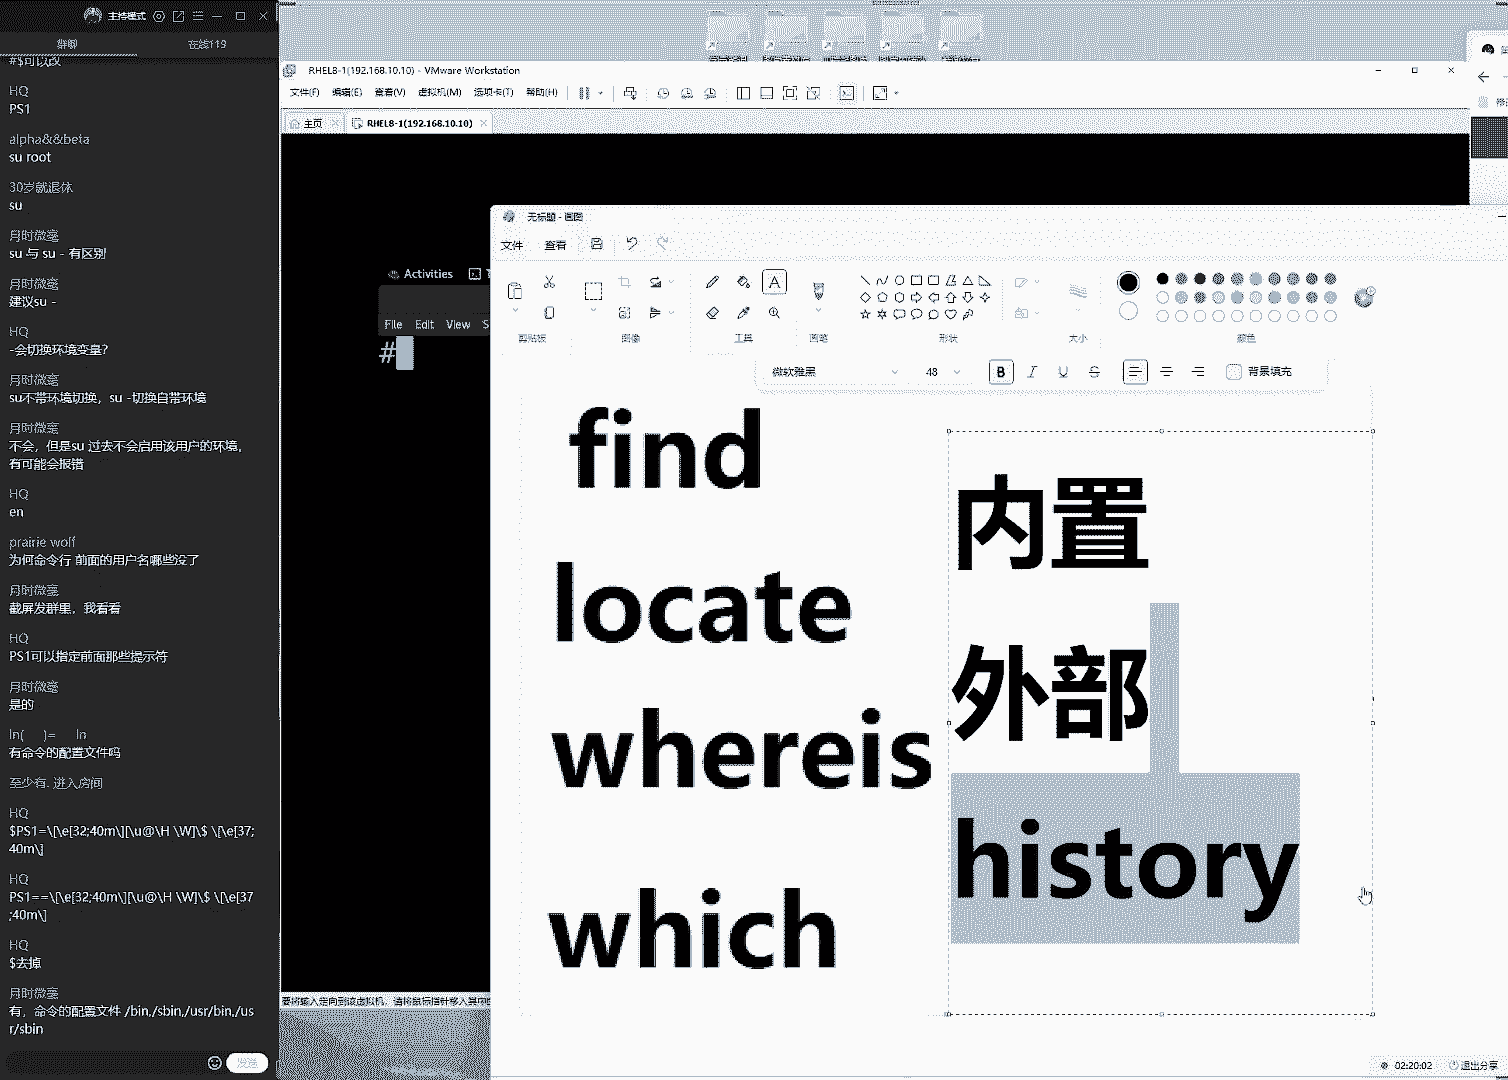 主持模式
群聊
在线119
#$可以改
HQ
PS1
alpha&&beta
su root
30岁就退休
su
月时微毫
su 与 su - 有区别
月时微毫
建议su -
HQ
-会切换环境变量?
月时微毫
su不带环境切换，su -切换自带环境
月时微毫
不会，但是su 过去不会启用该用户的环境，
有可能会报错
HQ
en
prairie wolf
为何命令行 前面的用户名哪些没了
月时微毫
截屏发群里，我看看
HQ
PS1可以指定前面那些提示符
月时微毫
是的
ln( )= ln
有命令的配置文件吗
至少有. 进入房间
HQ
$PS1=\[\e[32;40m\][\u@\H \W]\$ \[\e[37;
40m\]
HQ
PS1==\[\e[32;40m\][\u@\H \W]\$ \[\e[37
;40m\]
HQ
$去掉
月时微毫
有，命令的配置文件 /bin,/sbin,/usr/bin,/us
r/sbin
发送
RHEL8-1(192.168.10.10) - VMware Workstation
文件(F) 编辑(E) 查看(V) 虚拟机(M) 选项卡(T) 帮助(H)
主页 RHEL8-1(192.168.10.10)
Activities
File Edit View S
#
无标题 - 画图
文件 查看
剪贴板 图像 工具 画笔 形状 大小 颜色
微软雅黑 48 B I U S 背景填充
find
locate
whereis
which
内置
外部
history
要将输入定向到该虚拟机，请将鼠标指针移入其中
02:20:02 退出分享